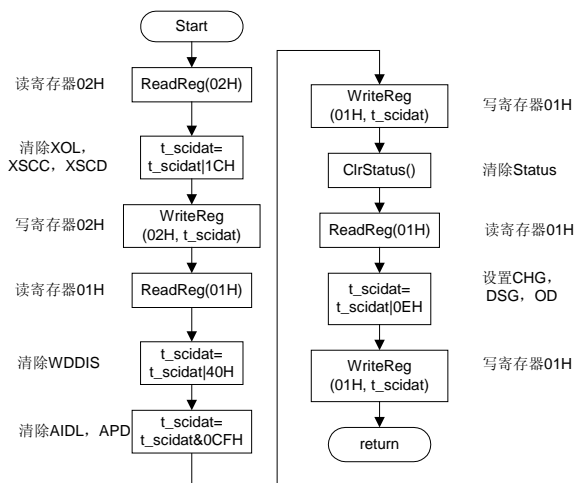 Start
读寄存器02H
ReadReg(02H)
清除XOL，
XSCC，XSCD
t_scidat=
t_scidat|1CH
写寄存器02H
WriteReg
(02H, t_scidat)
读寄存器01H
ReadReg(01H)
清除WDDIS
t_scidat=
t_scidat|40H
清除AIDL，APD
t_scidat=
t_scidat&0CFH
WriteReg
(01H, t_scidat)
写寄存器01H
ClrStatus()
清除Status
ReadReg(01H)
读寄存器01H
t_scidat=
t_scidat|0EH
设置CHG，
DSG，OD
WriteReg
(01H, t_scidat)
写寄存器01H
return